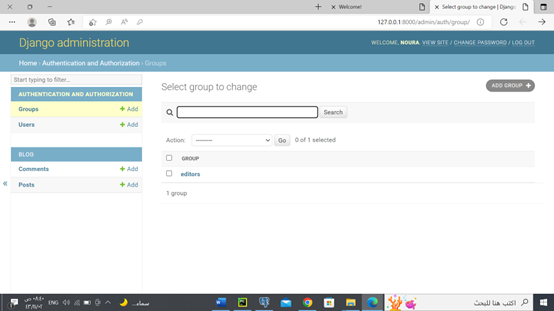 Welcome!
Select group to change | Djang
127.0.0.1:8000/admin/auth/group/
Django administration
WELCOME, NOURA. VIEW SITE / CHANGE PASSWORD / LOG OUT
Home › Authentication and Authorization › Groups
Start typing to filter...
AUTHENTICATION AND AUTHORIZATION
Groups + Add
Users + Add
BLOG
Comments + Add
Posts + Add
«
Select group to change
ADD GROUP +
Search
Action: --------- Go 0 of 1 selected
GROUP
editors
1 group
ENG
سماء...
اكتب هنا للبحث